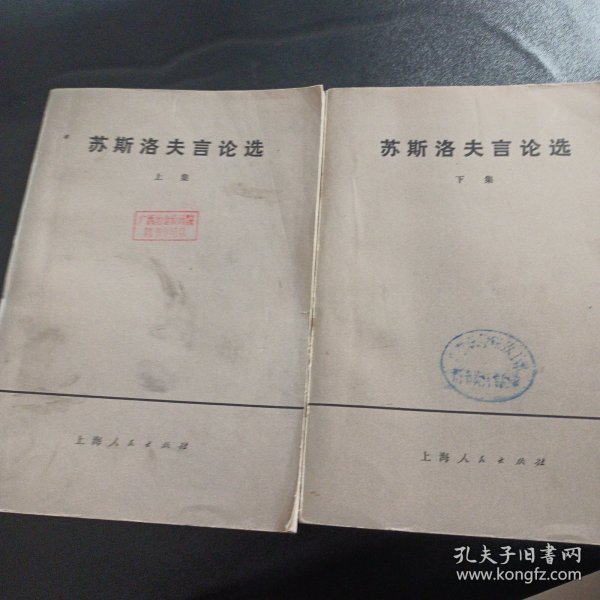 苏斯洛夫言论选
上集
上海人民出版社
苏斯洛夫言论选
下集
上海人民出版社
孔夫子旧书网
www.kongfz.com